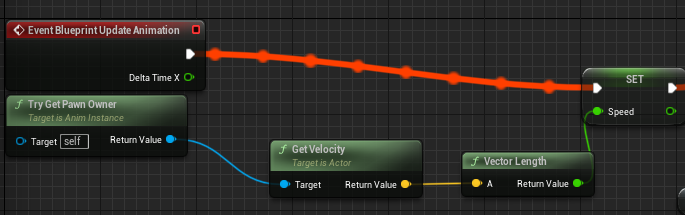 Event Blueprint Update Animation
Delta Time X
SET
Speed
Try Get Pawn Owner
Target is Anim Instance
Target self Return Value
f Get Velocity
Target is Actor
Target Return Value
f Vector Length
A Return Value